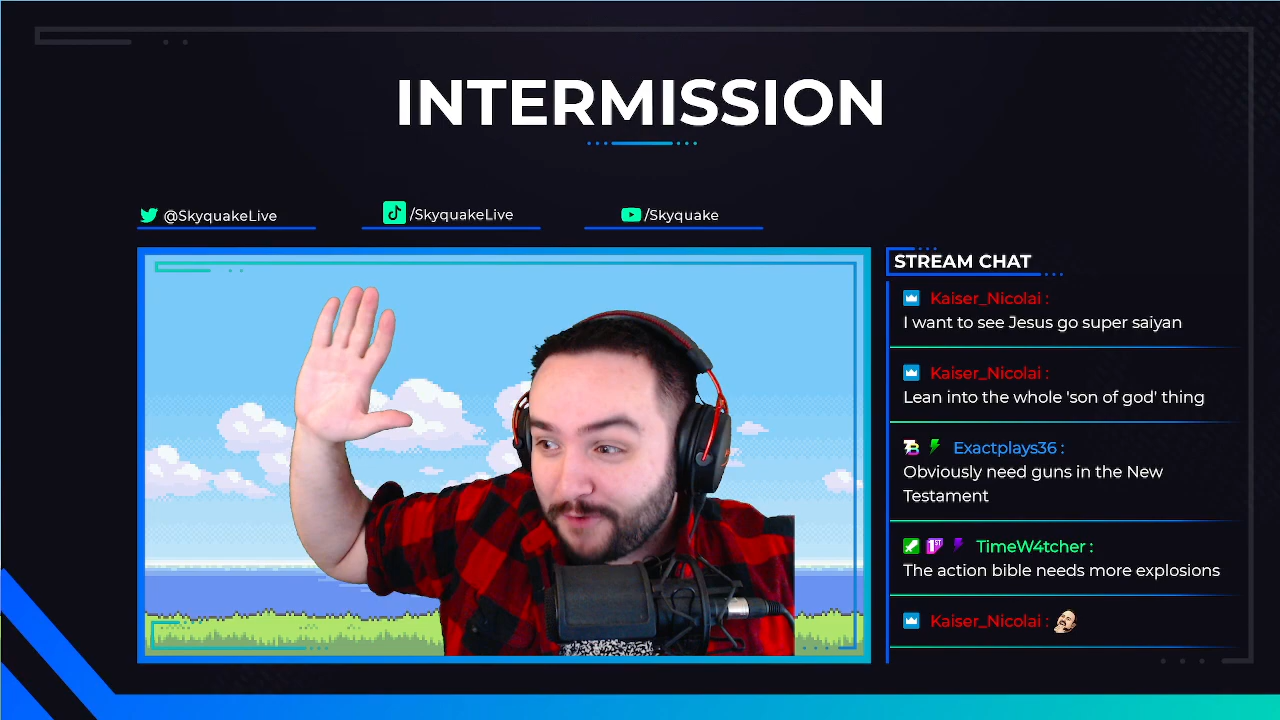 INTERMISSION
@SkyquakeLive
/SkyquakeLive
/Skyquake
STREAM CHAT
Kaiser_Nicolai :
I want to see Jesus go super saiyan
Kaiser_Nicolai :
Lean into the whole 'son of god' thing
Exactplays36 :
Obviously need guns in the New
Testament
1ST TimeW4tcher :
The action bible needs more explosions
Kaiser_Nicolai :